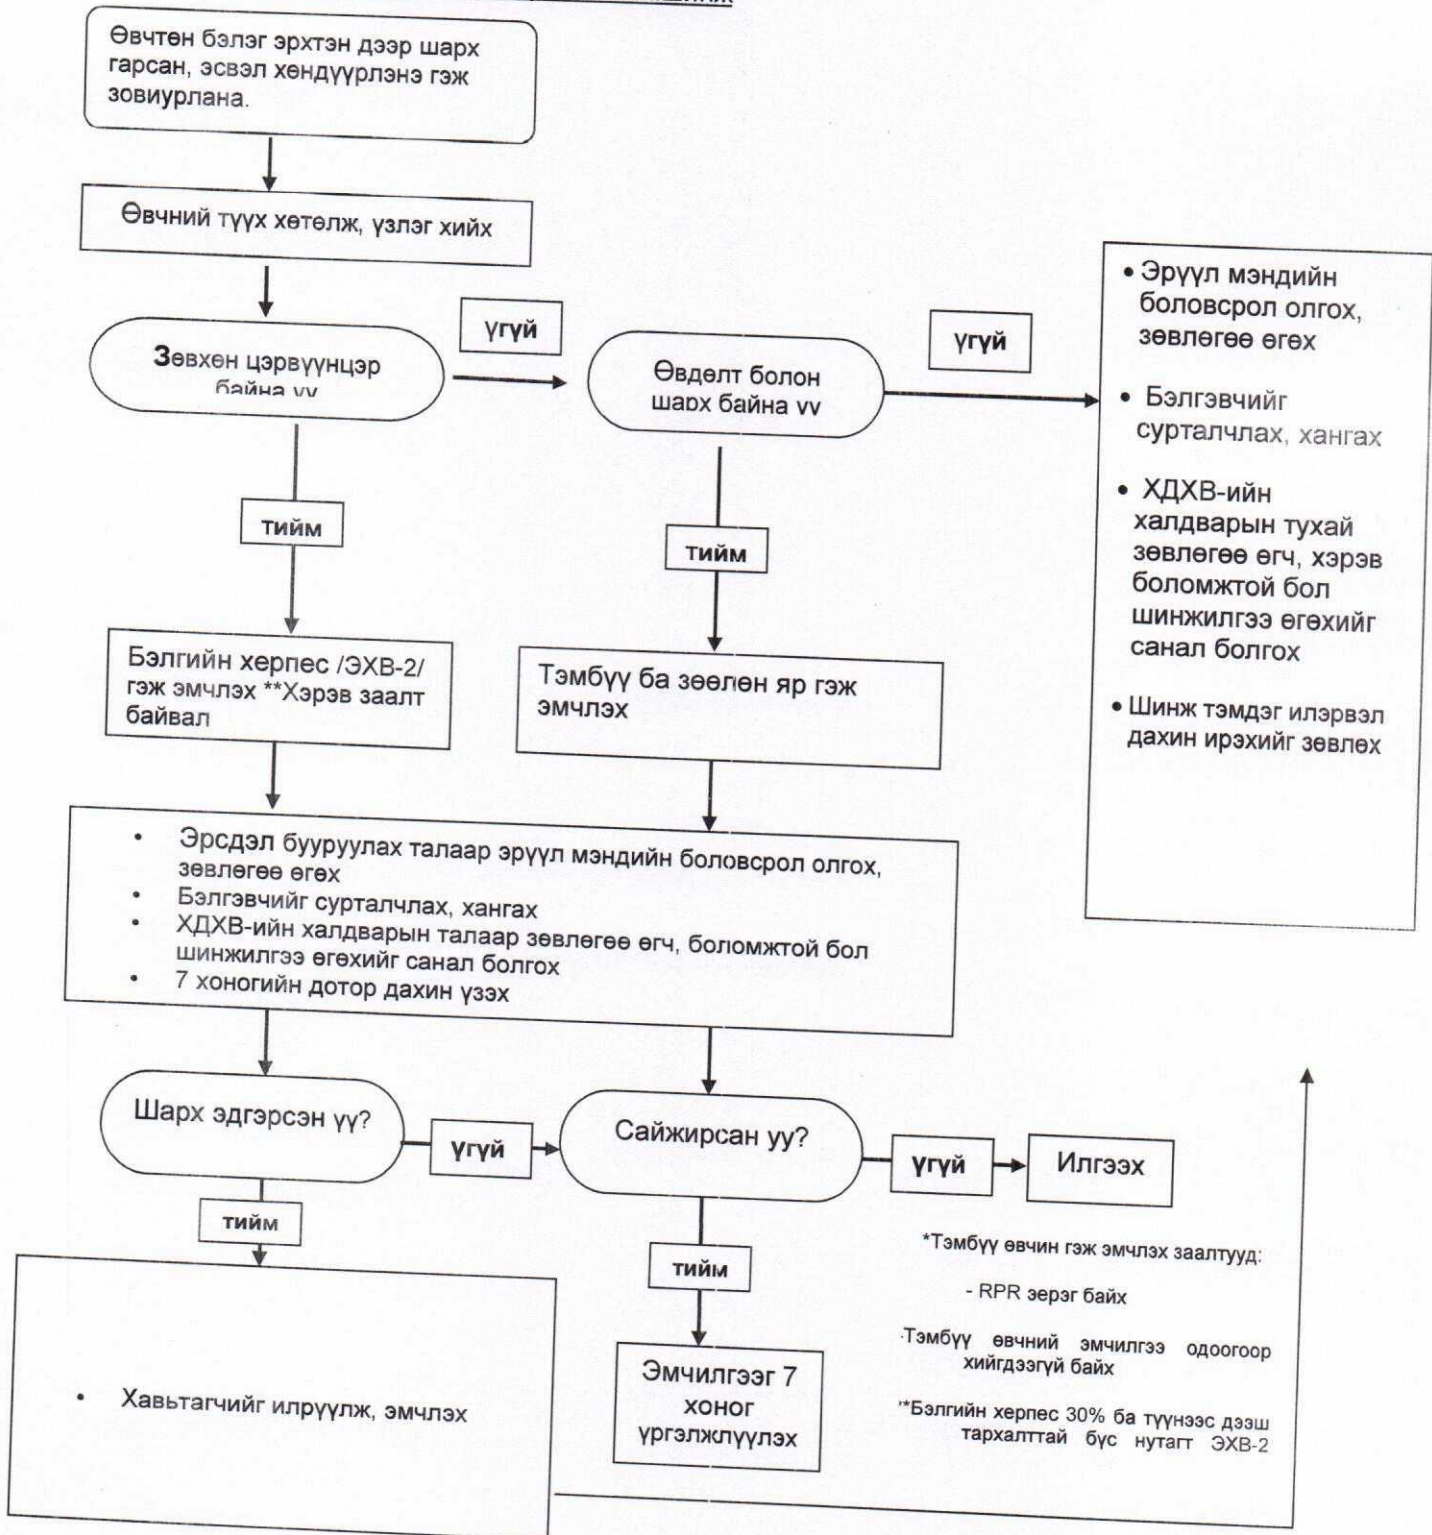 Өвчтөн бэлэг эрхтэн дээр шарх
гарсан, эсвэл хөндүүрлэнэ гэж
зовиурлана.
Өвчний түүх хөтөлж, үзлэг хийх
Зөвхөн цэрвүүнцэр
байна уу
үгүй
Өвдөлт болон
шарх байна уу
үгүй
• Эрүүл мэндийн
боловсрол олгох,
зөвлөгөө өгөх
• Бэлгэвчийг
сурталчлах, хангах
• ХДХВ-ийн
халдварын тухай
зөвлөгөө өгч, хэрэв
боломжтой бол
шинжилгээ өгөхийг
санал болгох
• Шинж тэмдэг илэрвэл
дахин ирэхийг зөвлөх
тийм
тийм
Бэлгийн херпес /ЭХВ-2/
гэж эмчлэх **Хэрэв заалт
байвал
Тэмбүү ба зөөлөн яр гэж
эмчлэх
• Эрсдэл бууруулах талаар эрүүл мэндийн боловсрол олгох,
зөвлөгөө өгөх
• Бэлгэвчийг сурталчлах, хангах
• ХДХВ-ийн халдварын талаар зөвлөгөө өгч, боломжтой бол
шинжилгээ өгөхийг санал болгох
• 7 хоногийн дотор дахин үзэх
Шарх эдгэрсэн үү?
үгүй
Сайжирсан уу?
үгүй
Илгээх
тийм
тийм
• Хавьтагчийг илрүүлж, эмчлэх
Эмчилгээг 7
хоног
үргэлжлүүлэх
*Тэмбүү өвчин гэж эмчлэх заалтууд:
- RPR эерэг байх
-Тэмбүү өвчний эмчилгээ одоогоор
хийгдээгүй байх
**Бэлгийн херпес 30% ба түүнээс дээш
тархалттай бүс нутагт ЭХВ-2